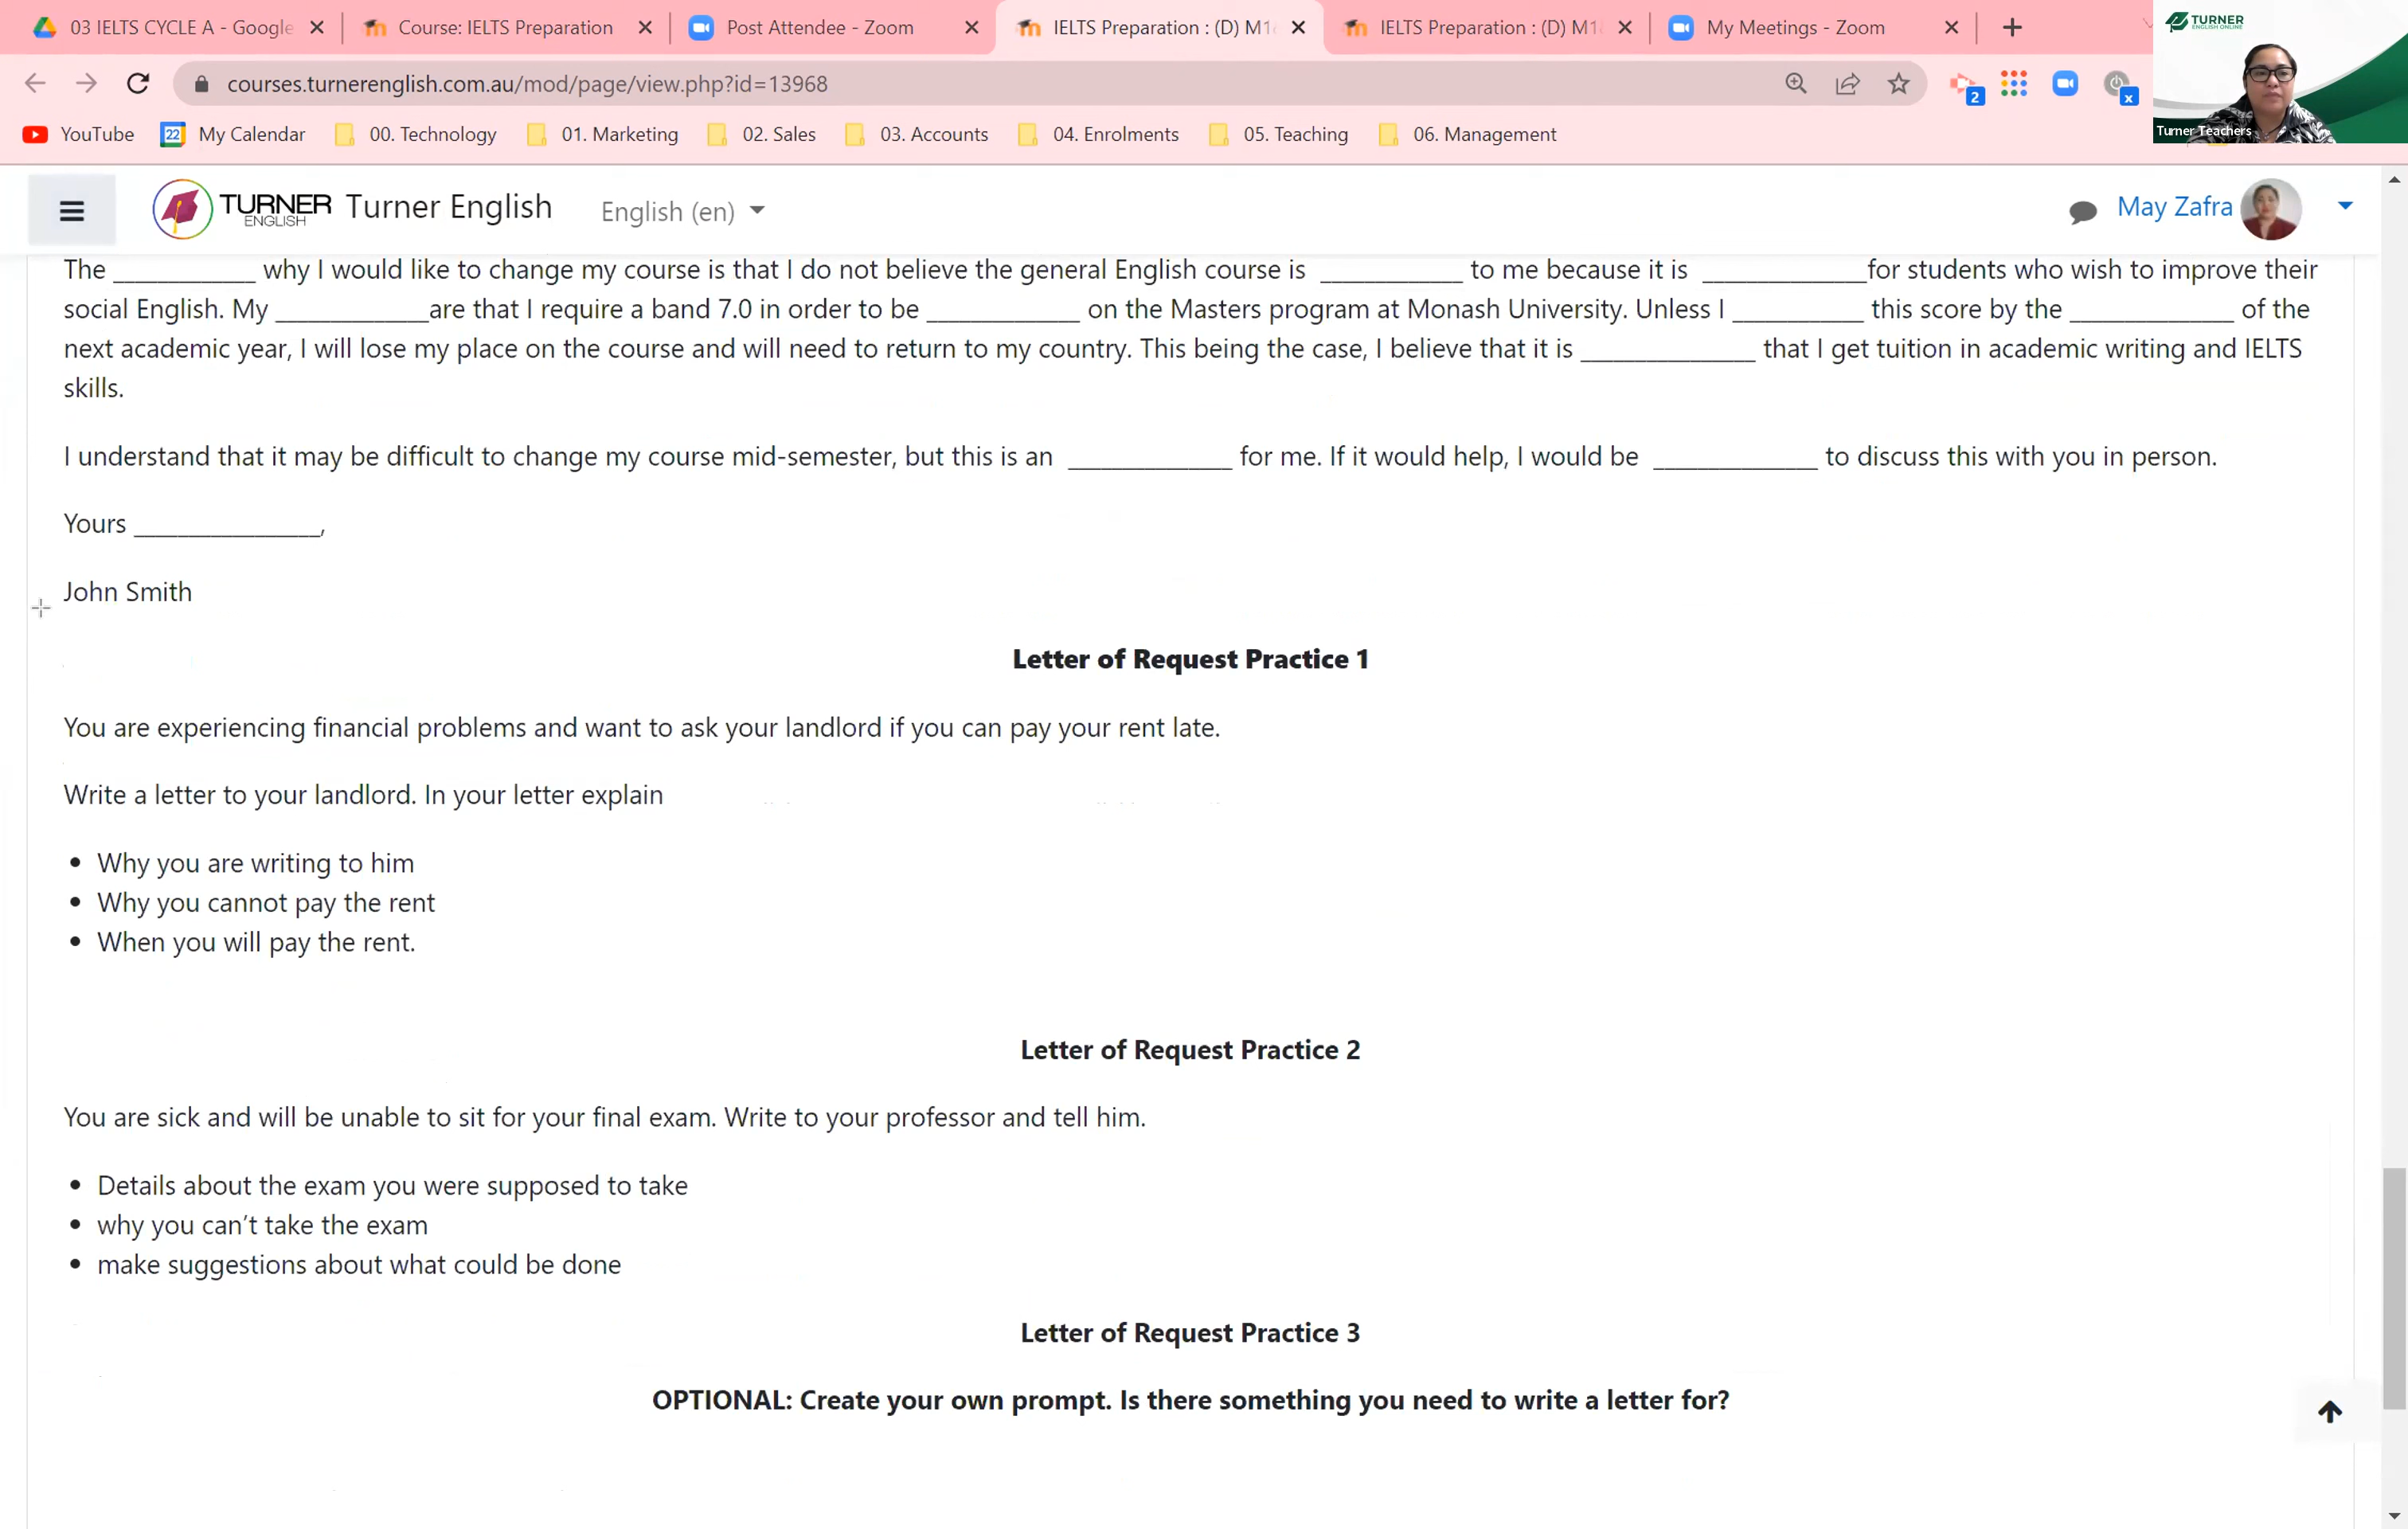 03 IELTS CYCLE A - Google
Course: IELTS Preparation
Post Attendee - Zoom
IELTS Preparation : (D) M1
IELTS Preparation : (D) M1
My Meetings - Zoom
TURNER
ENGLISH ONLINE
courses.turnerenglish.com.au/mod/page/view.php?id=13968
2
x
Turner Teachers
YouTube
22
My Calendar
00. Technology
01. Marketing
02. Sales
03. Accounts
04. Enrolments
05. Teaching
06. Management
TURNER
ENGLISH
Turner English
English (en)
May Zafra
The ____________ why I would like to change my course is that I do not believe the general English course is ____________ to me because it is ______________for students who wish to improve their
social English. My _____________are that I require a band 7.0 in order to be _____________ on the Masters program at Monash University. Unless I ___________ this score by the ______________ of the
next academic year, I will lose my place on the course and will need to return to my country. This being the case, I believe that it is _______________ that I get tuition in academic writing and IELTS
skills.
I understand that it may be difficult to change my course mid-semester, but this is an ______________ for me. If it would help, I would be ______________ to discuss this with you in person.
Yours ________________,
John Smith
Letter of Request Practice 1
You are experiencing financial problems and want to ask your landlord if you can pay your rent late.
Write a letter to your landlord. In your letter explain
• Why you are writing to him
• Why you cannot pay the rent
• When you will pay the rent.
Letter of Request Practice 2
You are sick and will be unable to sit for your final exam. Write to your professor and tell him.
• Details about the exam you were supposed to take
• why you can’t take the exam
• make suggestions about what could be done
Letter of Request Practice 3
OPTIONAL: Create your own prompt. Is there something you need to write a letter for?